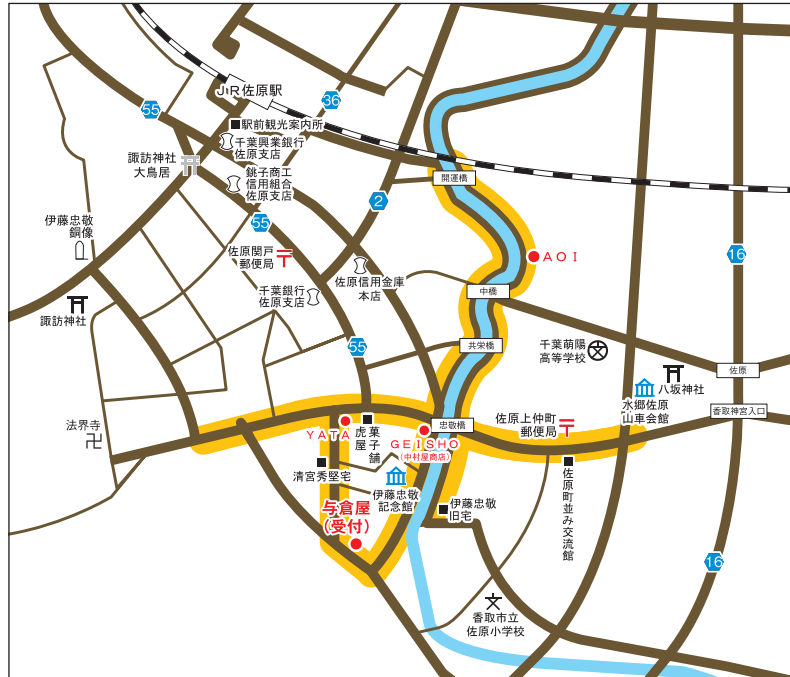 JR佐原駅
55
36
駅前観光案内所
千葉興業銀行
佐原支店
諏訪神社
大鳥居
銚子商工
信用組合
佐原支店
開運橋
2
伊藤忠敬
銅像
55
佐原関戸
郵便局
AOI
16
佐原信用金庫
本店
千葉銀行
佐原支店
中橋
諏訪神社
共栄橋
55
千葉萌陽
高等学校
佐原
八坂神社
水郷佐原
山車会館
香取神宮入口
法界寺
YATA
菓子舗
虎屋
忠敬橋
GEISHO
(中村屋商店)
佐原上仲町
郵便局
清宮秀堅宅
伊藤忠敬
記念館
佐原町並み交流館
与倉屋
(受付)
伊藤忠敬
旧宅
16
香取市立
佐原小学校